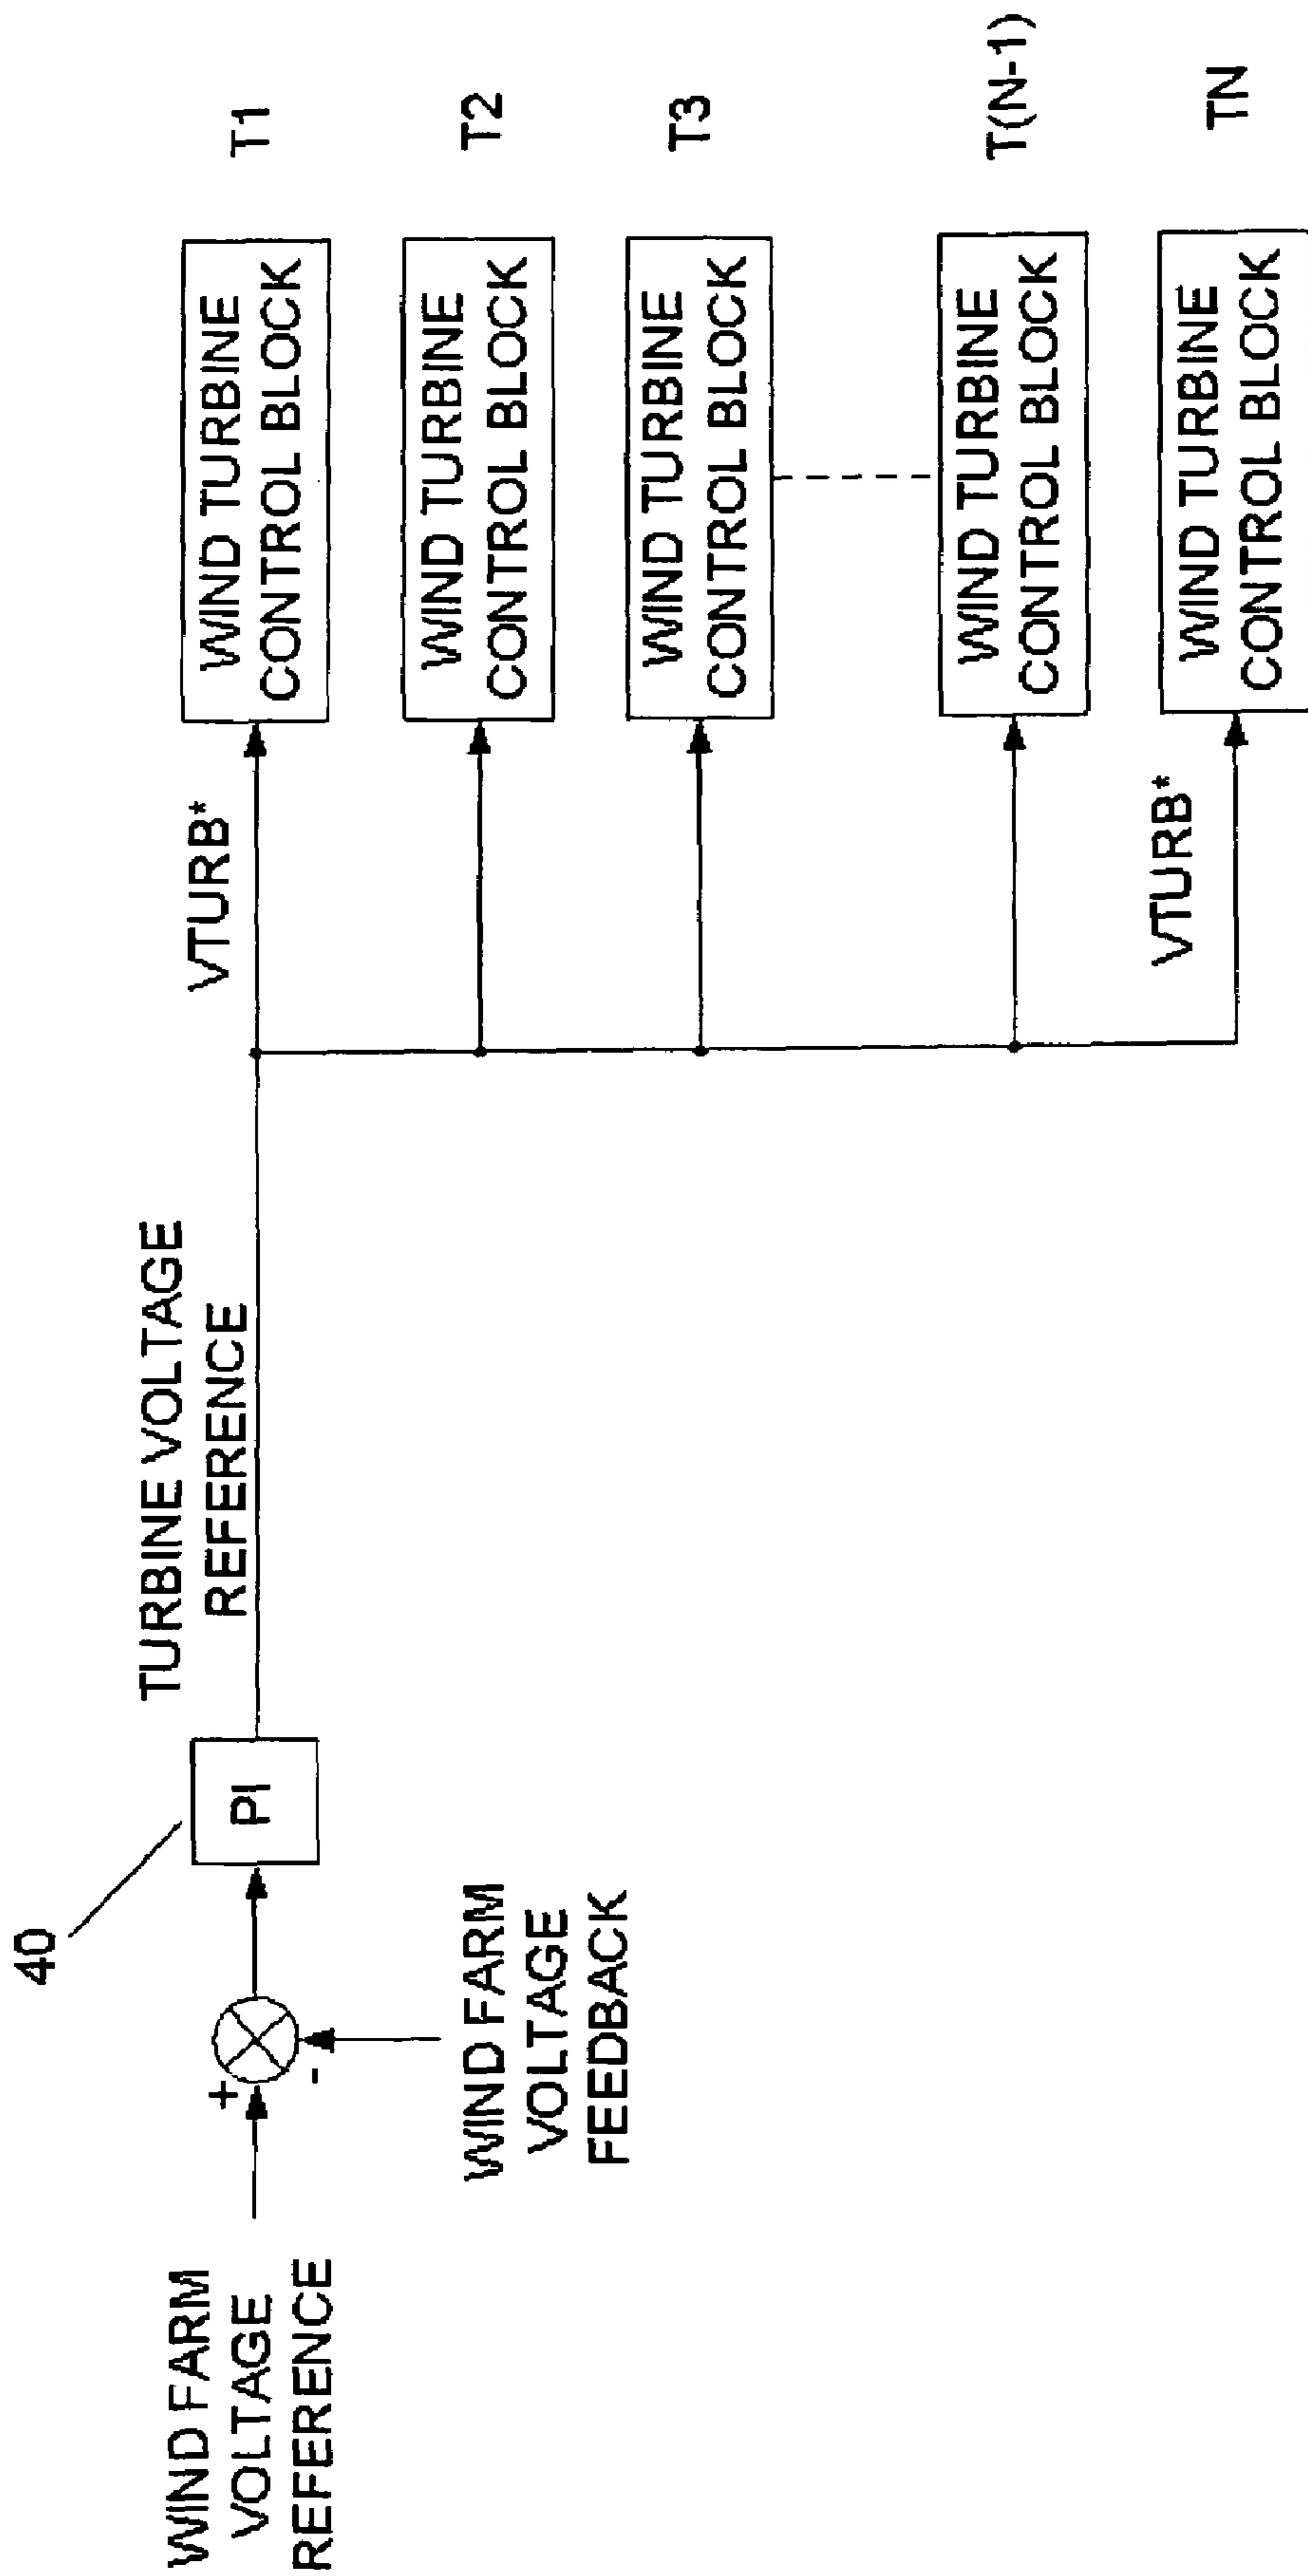 40
WIND FARM
VOLTAGE
REFERENCE
+
-
WIND FARM
VOLTAGE
FEEDBACK
PI
TURBINE VOLTAGE
REFERENCE
VTURB*
WIND TURBINE
CONTROL BLOCK
T1
WIND TURBINE
CONTROL BLOCK
T2
WIND TURBINE
CONTROL BLOCK
T3
WIND TURBINE
CONTROL BLOCK
T(N-1)
VTURB*
WIND TURBINE
CONTROL BLOCK
TN